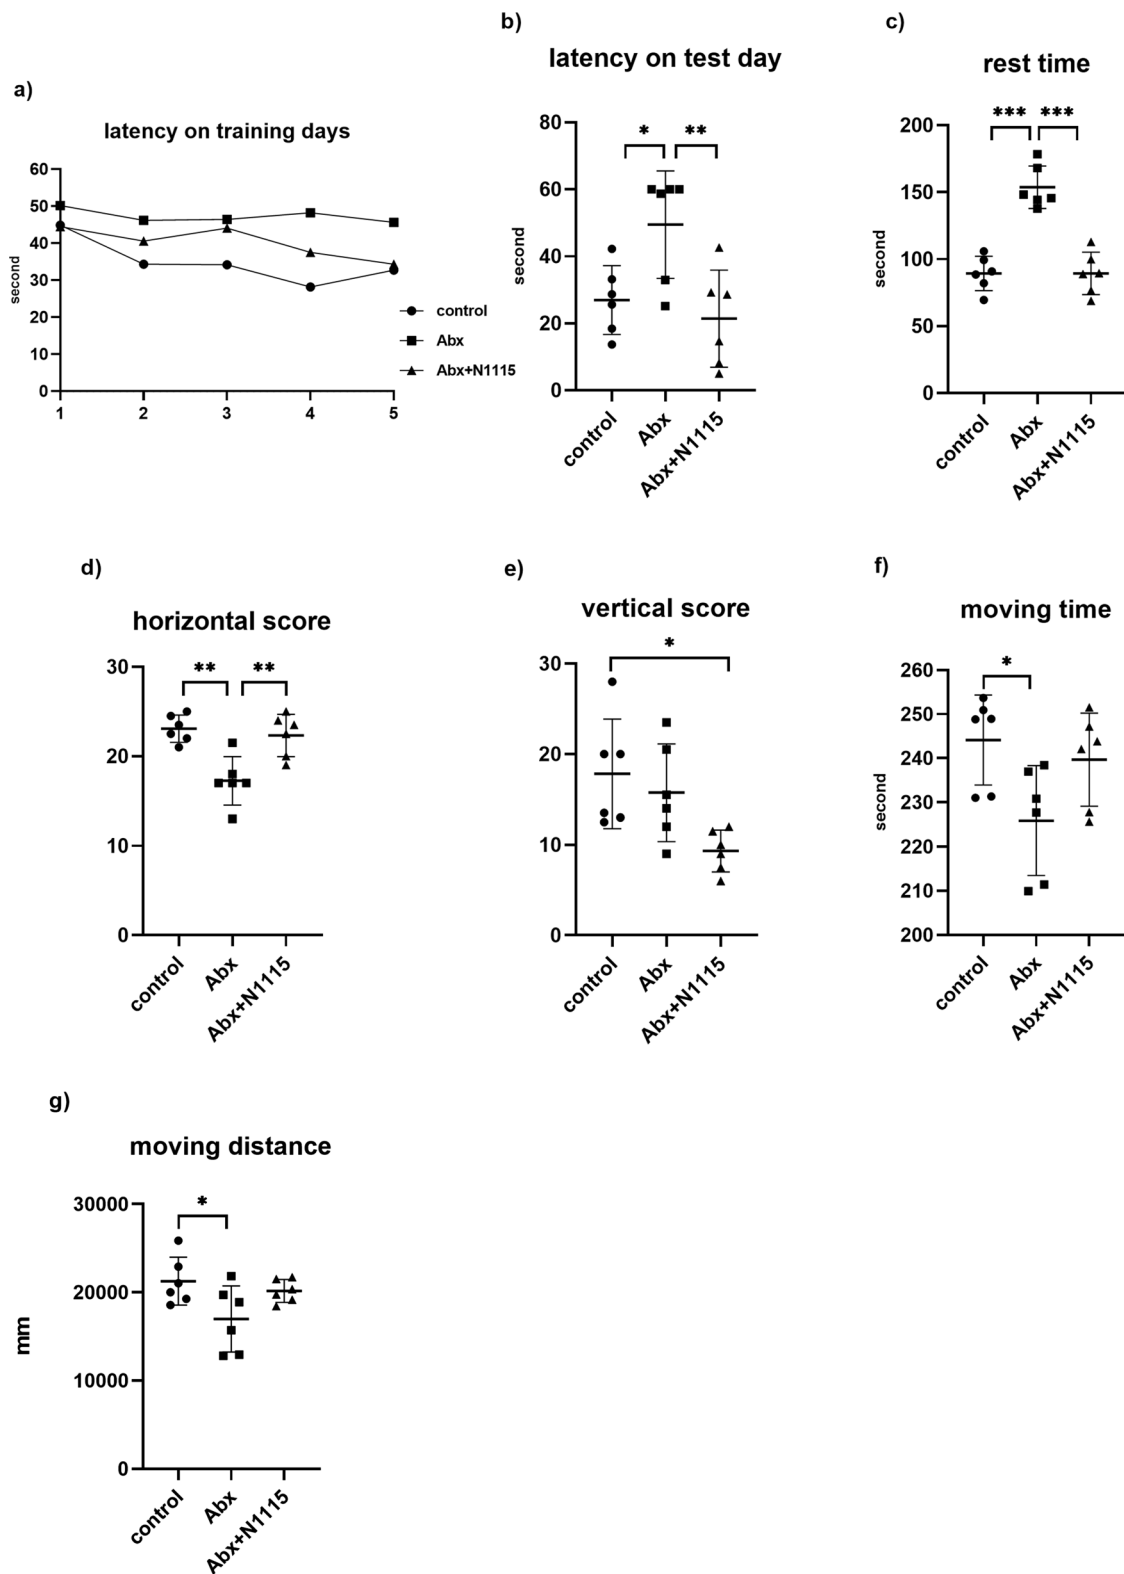 a)
latency on training days
60
50
40
30
20
10
0
second
1 2 3 4 5
control
Abx
Abx+N1115
b)
latency on test day
80
60
40
20
0
second
* **
control Abx Abx+N1115
c)
rest time
200
150
100
50
0
second
*** ***
control Abx Abx+N1115
d)
horizontal score
30
20
10
0
** **
control Abx Abx+N1115
e)
vertical score
30
20
10
0
*
control Abx Abx+N1115
f)
moving time
260
250
240
230
220
210
200
second
*
control Abx Abx+N1115
g)
moving distance
30000
20000
10000
0
mm
*
control Abx Abx+N1115